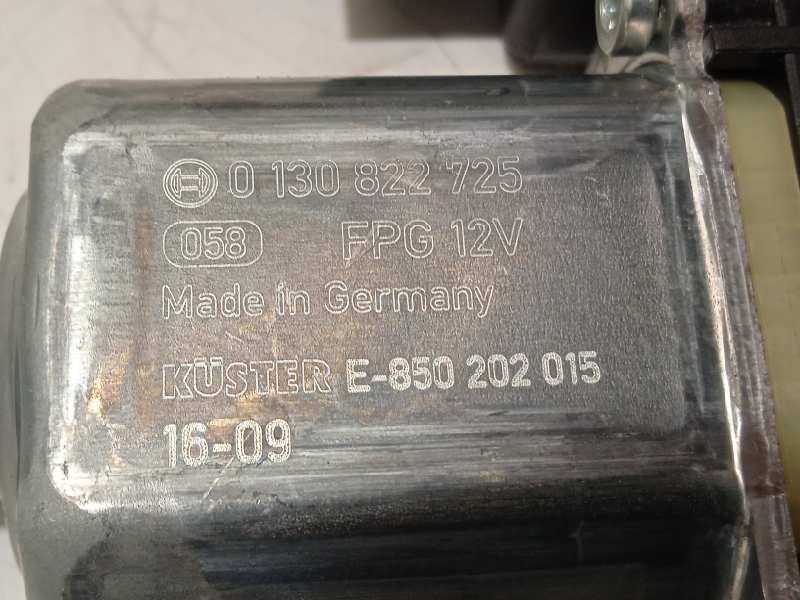 0 130 822 725
058 FPG 12V
Made in Germany
KÜSTER E-850 202 015
16-09